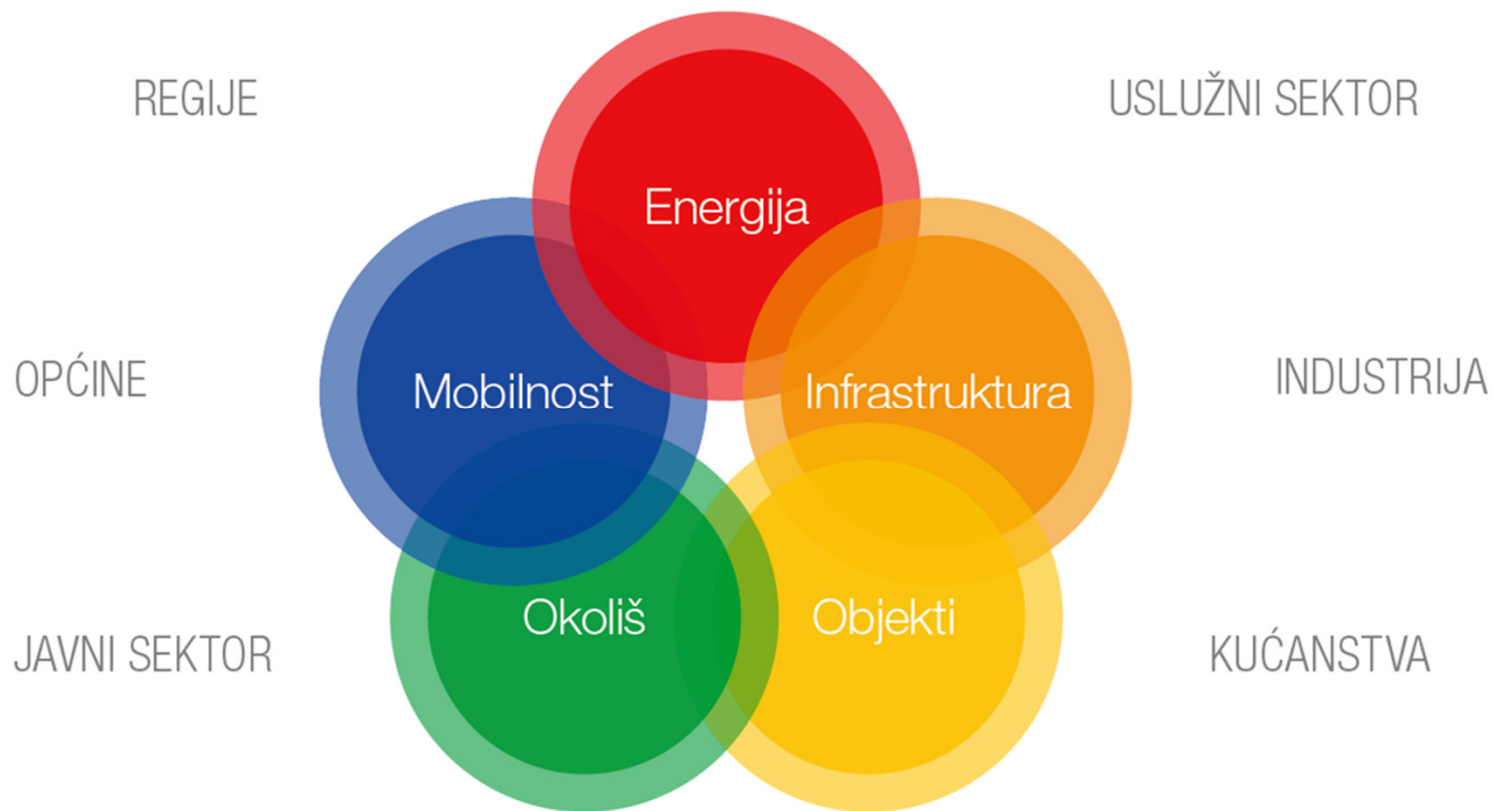 REGIJE
USLUŽNI SEKTOR
Energija
OPĆINE
Mobilnost
Infrastruktura
INDUSTRIJA
Okoliš
Objekti
JAVNI SEKTOR
KUĆANSTVA